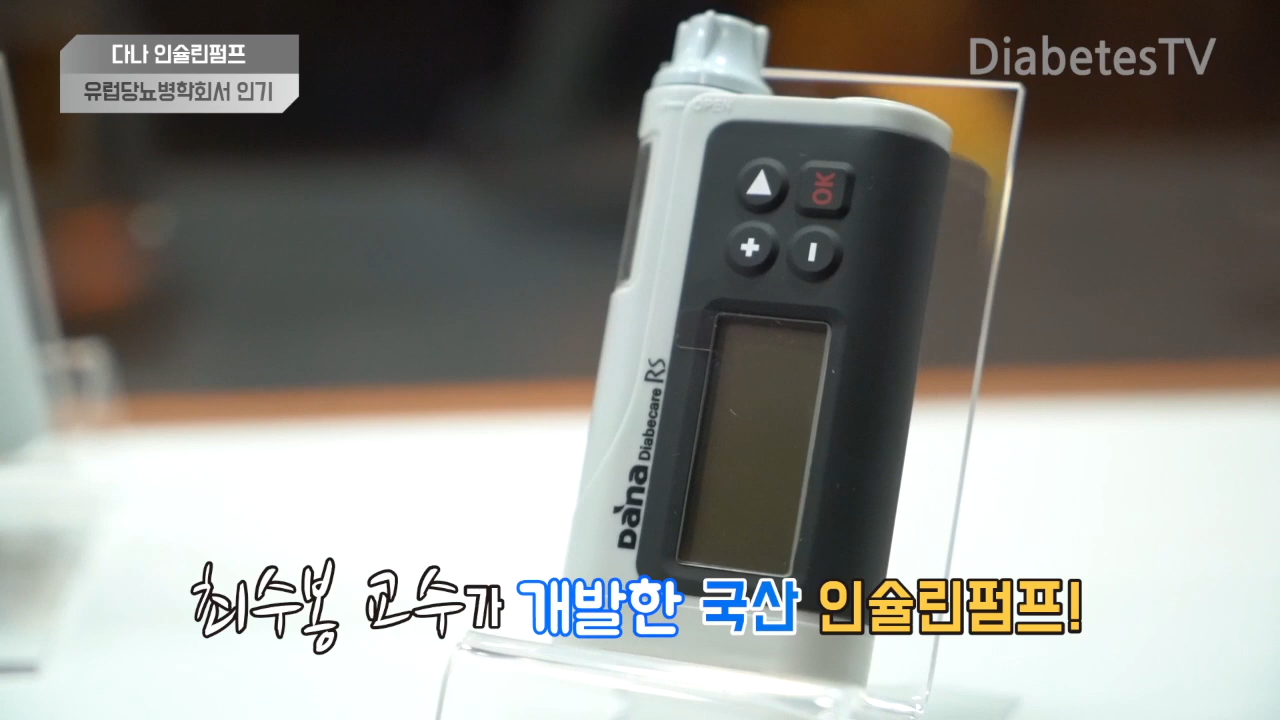 다나 인슐린펌프
유럽당뇨병학회서 인기
DiabetesTV
OPEN
OK
Dana Diabecare RS
최수봉 교수가 개발한 국산 인슐린펌프!